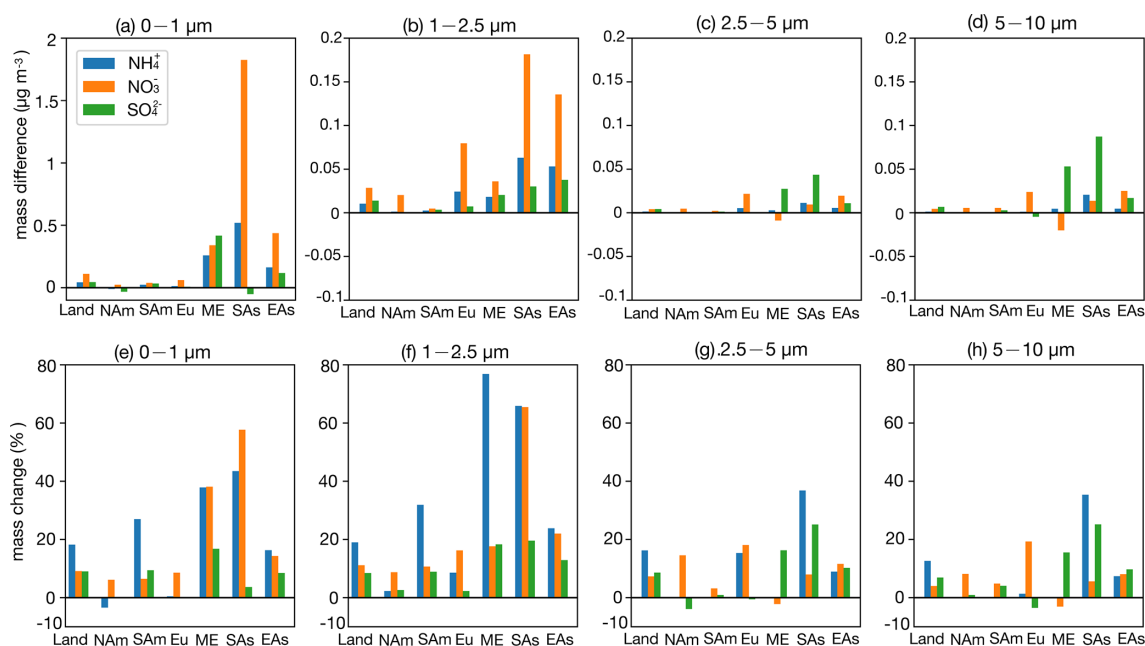 (a) 0—1 μm
(b) 1—2.5 μm
(c) 2.5—5 μm
(d) 5—10 μm
mass difference (μg m⁻³)
2
1.5
1
0.5
0
NH₄⁺
NO₃⁻
SO₄²⁻
Land NAm SAm Eu ME SAs EAs
0.2
0.15
0.1
0.05
0
-0.05
-0.1
Land NAm SAm Eu ME SAs EAs
0.2
0.15
0.1
0.05
0
-0.05
-0.1
Land NAm SAm Eu ME SAs EAs
0.2
0.15
0.1
0.05
0
-0.05
-0.1
Land NAm SAm Eu ME SAs EAs
(e) 0—1 μm
(f) 1—2.5 μm
(g).2.5—5 μm
(h) 5—10 μm
mass change (%)
80
60
40
20
0
-10
Land NAm SAm Eu ME SAs EAs
80
60
40
20
0
-10
Land NAm SAm Eu ME SAs EAs
80
60
40
20
0
-10
Land NAm SAm Eu ME SAs EAs
80
60
40
20
0
-10
Land NAm SAm Eu ME SAs EAs